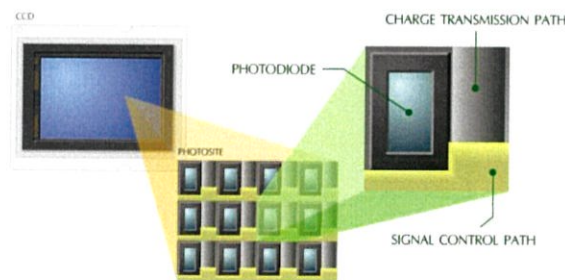 CCD
CHARGE TRANSMISSION PATH
PHOTODIODE
PHOTOSITE
SIGNAL CONTROL PATH